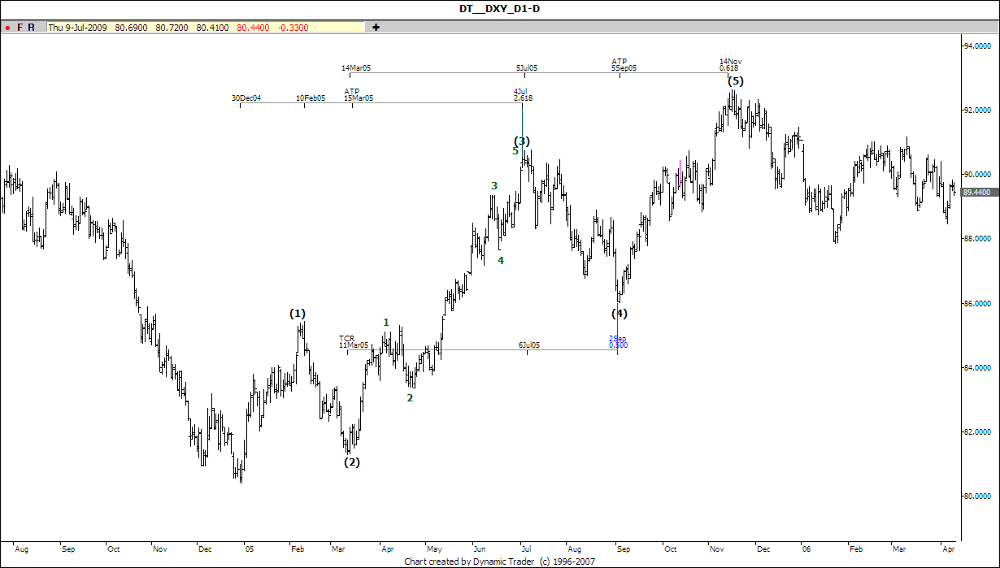 DT__DXY_D1-D
F R Thu 9-Jul-2009 80.6900 80.7200 80.4100 80.4400 -0.3300 +
94.0000
ATP 14Nov
14Mar05 5Jul05 5Sep05 0.618
(5)
ATP 4Jul
30Dec04 10Feb05 15Mar05 2.618
92.0000
(3)
5
90.0000
3
89.4400
88.0000
4
86.0000
(1) (4)
1
TCR 2Sep
11Mar05 6Jul05 0.500
84.0000
2
82.0000
(2)
80.0000
Aug Sep Oct Nov Dec 05 Feb Mar Apr May Jun Jul Aug Sep Oct Nov Dec 06 Feb Mar Apr
Chart created by Dynamic Trader (c) 1996-2007